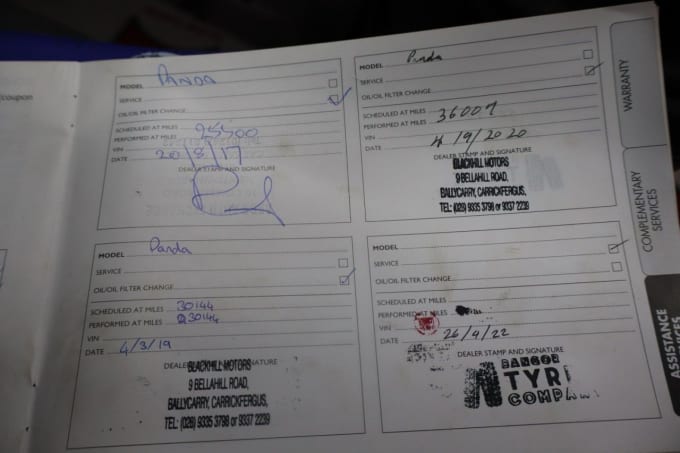 coupon
MODEL PANDA
SERVICE
OIL/OIL FILTER CHANGE
SCHEDULED AT MILES 25500
PERFORMED AT MILES
VIN
DATE 20/8/17
DEALER STAMP AND SIGNATURE
MODEL Panda
SERVICE
OIL/OIL FILTER CHANGE
SCHEDULED AT MILES 36007
PERFORMED AT MILES
VIN
DATE 19/2020
DEALER STAMP AND SIGNATURE
BLACKHILL MOTORS
9 BELLAHILL ROAD,
BALLYCARRY, CARRICKFERGUS,
TEL: (028) 9335 3798 or 9337 2239
MODEL Panda
SERVICE
OIL/OIL FILTER CHANGE
SCHEDULED AT MILES 30144
PERFORMED AT MILES 30144
VIN
DATE 4/3/19
DEALER STAMP AND SIGNATURE
BLACKHILL MOTORS
9 BELLAHILL ROAD,
BALLYCARRY, CARRICKFERGUS,
TEL: (028) 9335 3798 or 9337 2239
MODEL
SERVICE
OIL/OIL FILTER CHANGE
SCHEDULED AT MILES
PERFORMED AT MILES
VIN
DATE 26/4/22
DEALER STAMP AND SIGNATURE
BANGOR
TYR
COMPA
WARRANTY
COMPLEMENTARY
SERVICES
ASSISTANCE